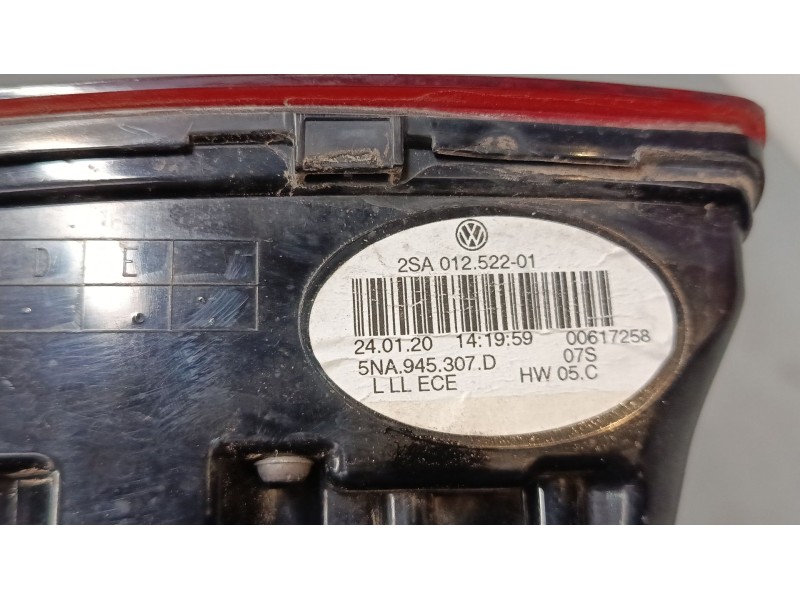 D E
2SA 012.522-01
24.01.20 14:19:59 00617258
5NA.945.307.D 07S
L LL ECE HW 05.C